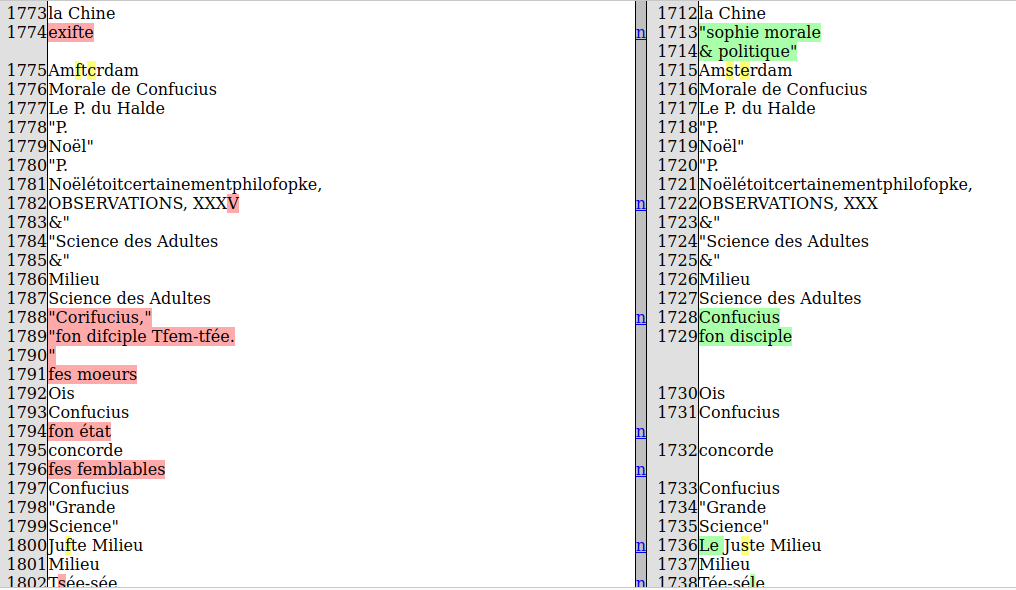 1773 la Chine
1774 exifte
1775 Amftcrdam
1776 Morale de Confucius
1777 Le P. du Halde
1778 "P.
1779 Noël"
1780 "P.
1781 Noëlétoitcertainementphilofopke,
1782 OBSERVATIONS, XXXV
1783 &"
1784 "Science des Adultes
1785 &"
1786 Milieu
1787 Science des Adultes
1788 "Corifucius,"
1789 "fon difciple Tfem-tfée.
1790 "
1791 fes moeurs
1792 Ois
1793 Confucius
1794 fon état
1795 concorde
1796 fes femblables
1797 Confucius
1798 "Grande
1799 Science"
1800 Jufte Milieu
1801 Milieu
1802 Tsée-sée
n
n
n
n
n
n
n
1712 la Chine
1713 "sophie morale
1714 & politique"
1715 Amsterdam
1716 Morale de Confucius
1717 Le P. du Halde
1718 "P.
1719 Noël"
1720 "P.
1721 Noëlétoitcertainementphilofopke,
1722 OBSERVATIONS, XXX
1723 &"
1724 "Science des Adultes
1725 &"
1726 Milieu
1727 Science des Adultes
1728 Confucius
1729 fon disciple
1730 Ois
1731 Confucius
1732 concorde
1733 Confucius
1734 "Grande
1735 Science"
1736 Le Juste Milieu
1737 Milieu
1738 Tée-séle